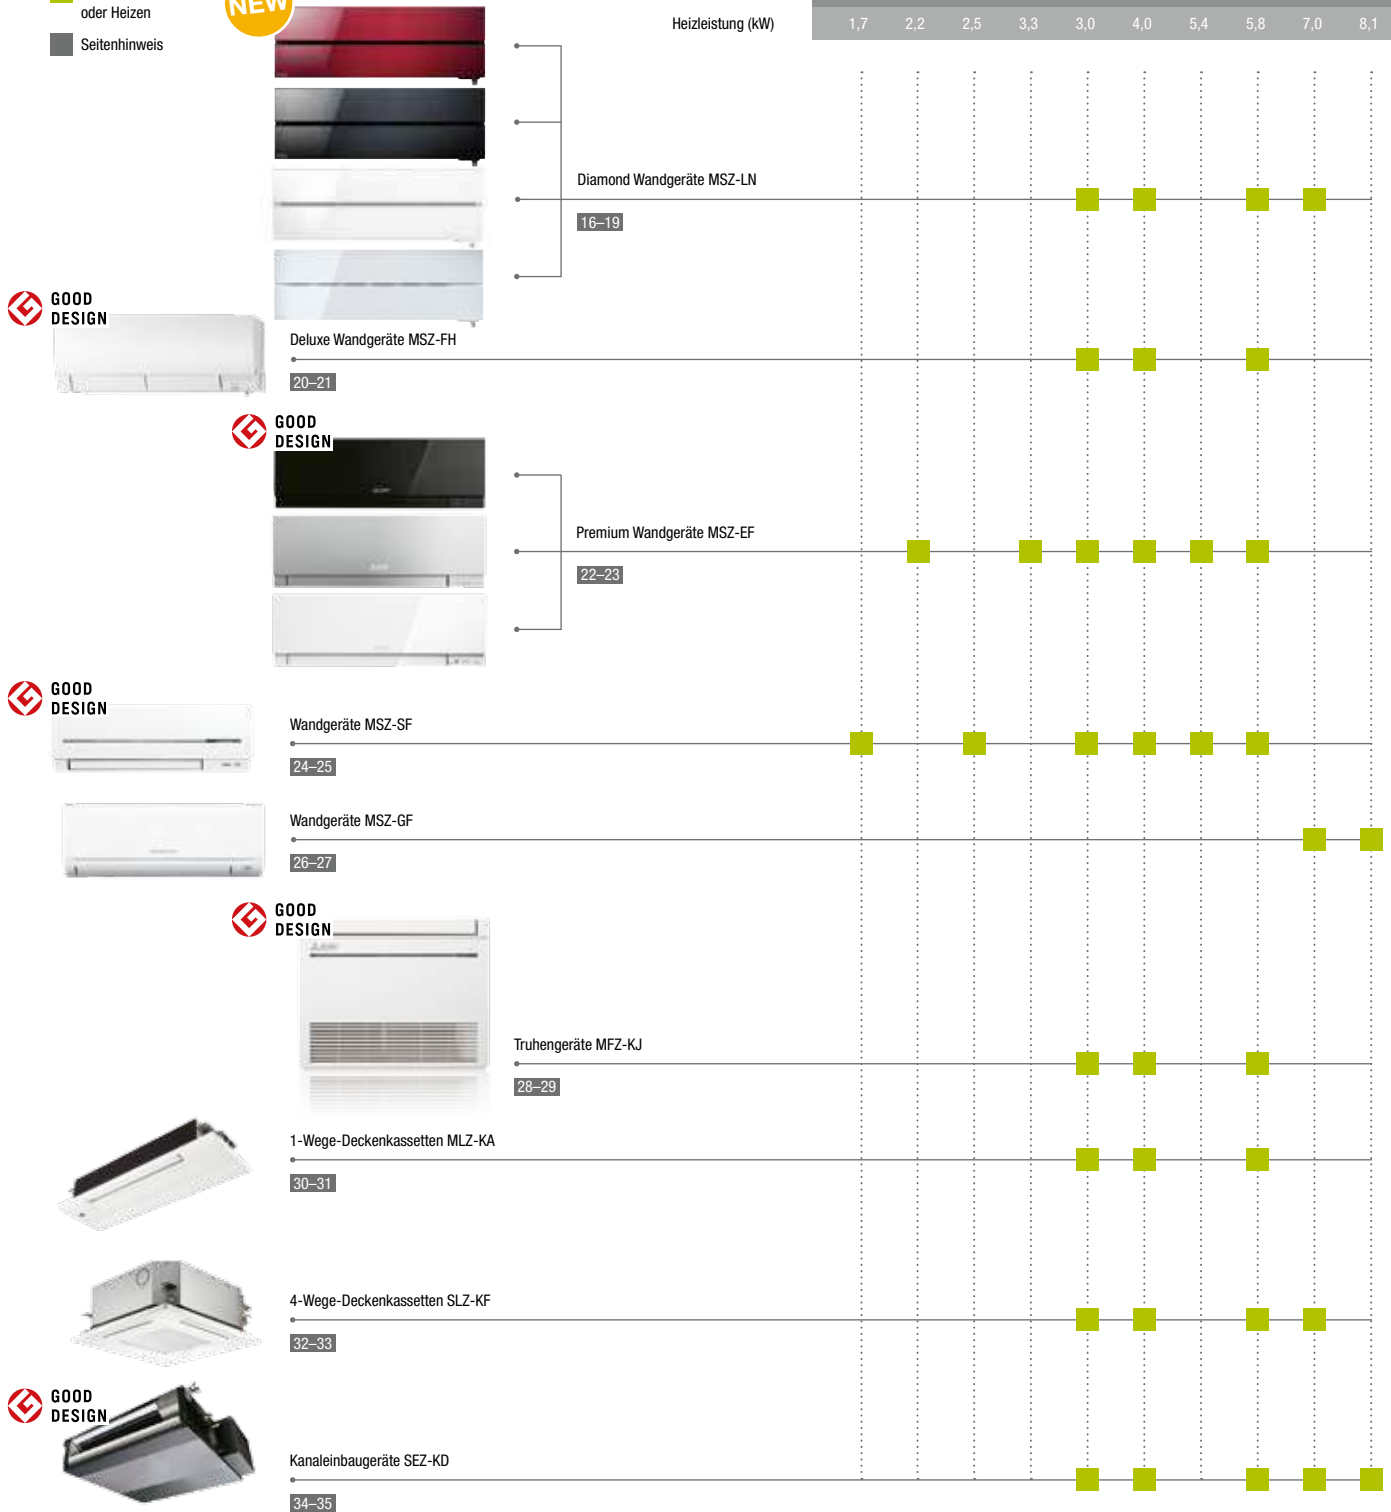 oder Heizen
Seitenhinweis
NEW
Heizleistung (kW) 1,7 2,2 2,5 3,3 3,0 4,0 5,4 5,8 7,0 8,1
Diamond Wandgeräte MSZ-LN
16–19
GOOD
DESIGN
Deluxe Wandgeräte MSZ-FH
20–21
GOOD
DESIGN
Premium Wandgeräte MSZ-EF
22–23
GOOD
DESIGN
Wandgeräte MSZ-SF
24–25
Wandgeräte MSZ-GF
26–27
GOOD
DESIGN
Truhengeräte MFZ-KJ
28–29
1-Wege-Deckenkassetten MLZ-KA
30–31
4-Wege-Deckenkassetten SLZ-KF
32–33
GOOD
DESIGN
Kanaleinbaugeräte SEZ-KD
34–35